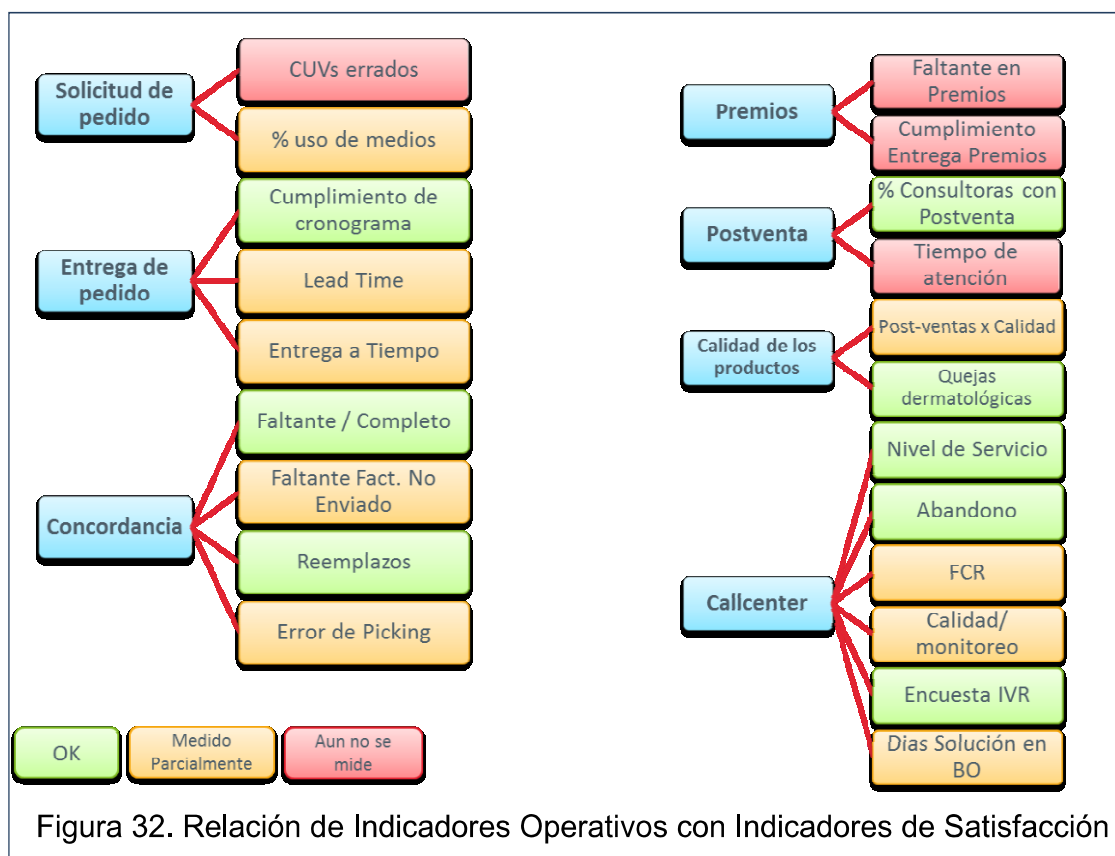 Solicitud de
pedido
CUVs errados
% uso de medios
Entrega de
pedido
Cumplimiento de
cronograma
Lead Time
Entrega a Tiempo
Concordancia
Faltante / Completo
Faltante Fact. No
Enviado
Reemplazos
Error de Picking
Premios
Faltante en
Premios
Cumplimiento
Entrega Premios
Postventa
% Consultoras con
Postventa
Tiempo de
atención
Calidad de los
productos
Post-ventas x Calidad
Quejas
dermatológicas
Callcenter
Nivel de Servicio
Abandono
FCR
Calidad/
monitoreo
Encuesta IVR
Dias Solución en
BO
OK
Medido
Parcialmente
Aun no se
mide
Figura 32. Relación de Indicadores Operativos con Indicadores de Satisfacción